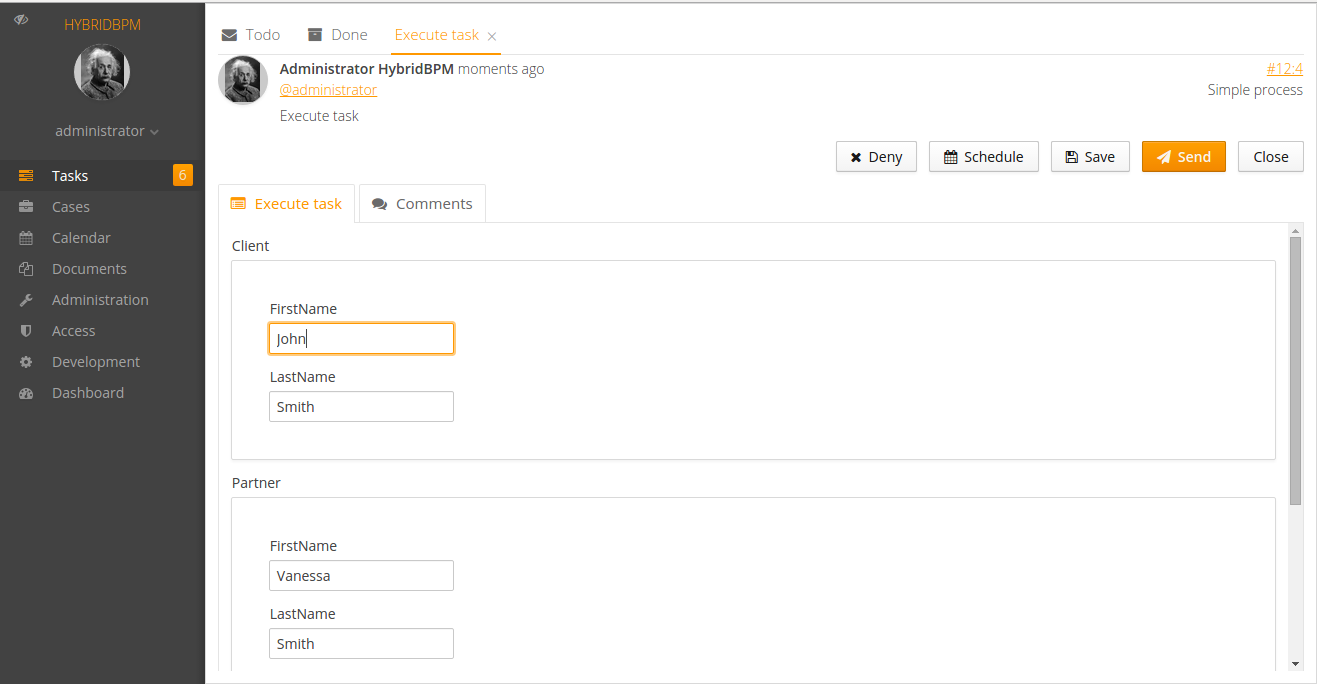 HYBRIDBPM
administrator
Tasks 6
Cases
Calendar
Documents
Administration
Access
Development
Dashboard
Todo Done Execute task ×
Administrator HybridBPM moments ago #12:4
@administrator Simple process
Execute task
Deny Schedule Save Send Close
Execute task Comments
Client
FirstName
John
LastName
Smith
Partner
FirstName
Vanessa
LastName
Smith